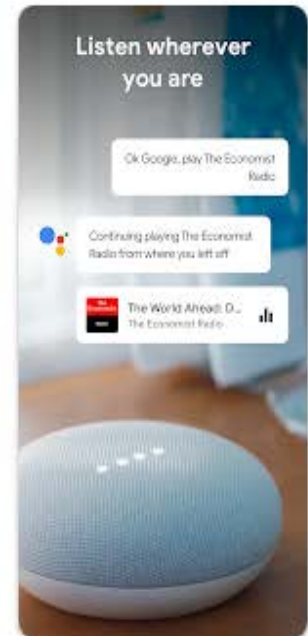 Listen wherever
you are
Ok Google, play The Economist
Radio
Continuing playing The Economist
Radio from where you left off
The World Ahead: D...
The Economist Radio